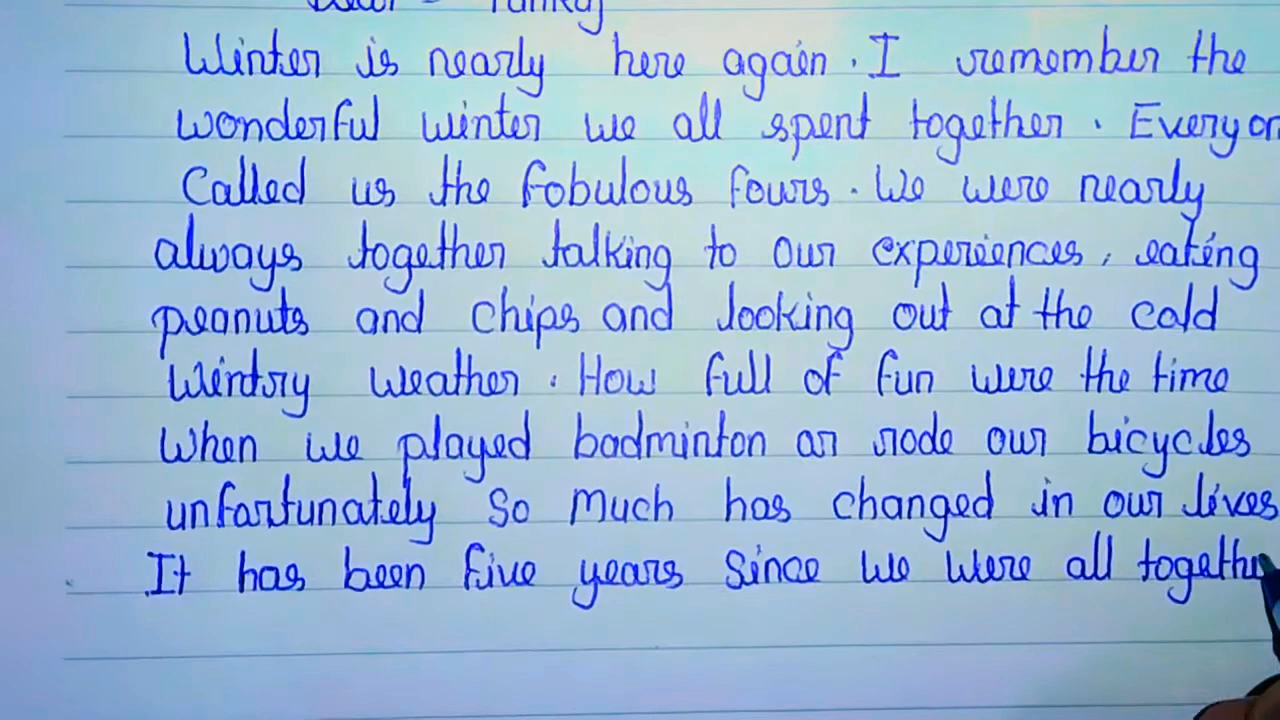 Dear - Pankaj
Winter is nearly here again. I remember the
wonderful winter we all spent together. Everyon
Called us the fobulous fours. We were nearly
always together talking to our experiences, eating
peanuts and chips and looking out at the cold
Wintry weather. How full of fun were the time
When we played badminton or rode our bicycles
unfortunately so much has changed in our lives
It has been five years since we were all togethe